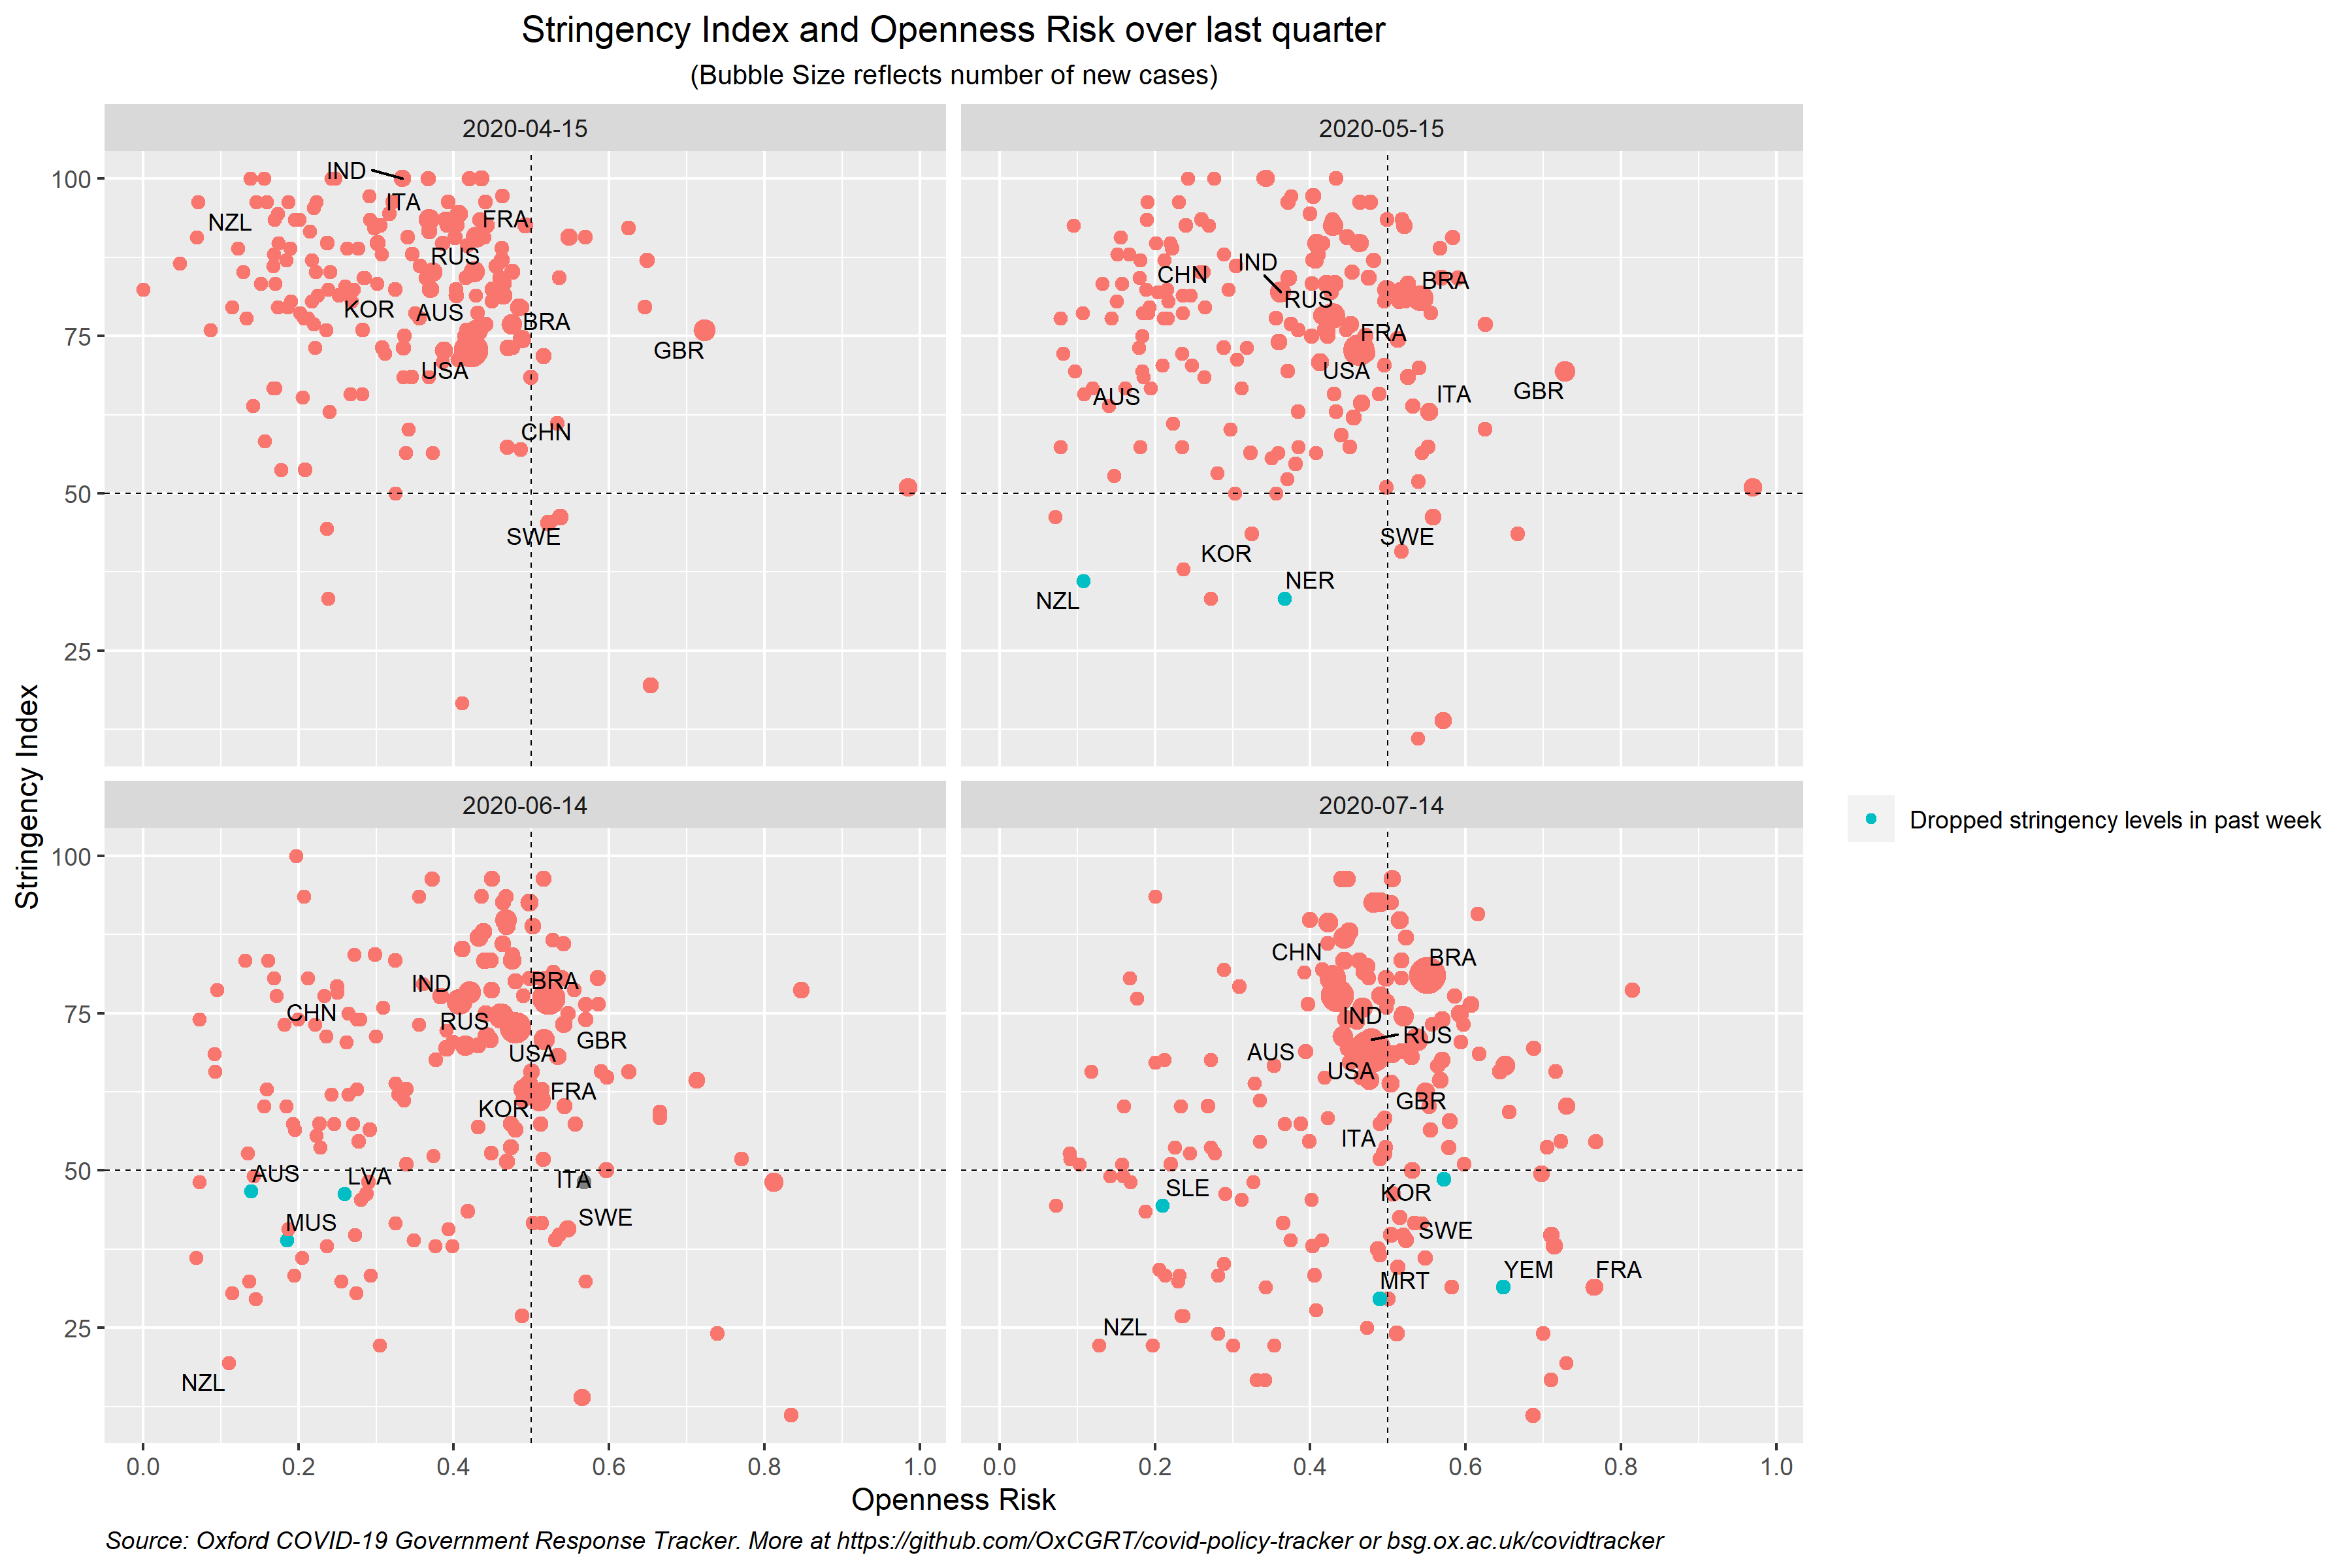 Stringency Index and Openness Risk over last quarter
(Bubble Size reflects number of new cases)
2020-04-15
2020-05-15
100
75
50
25
IND
ITA
NZL
FRA
RUS
KOR
AUS
BRA
USA
GBR
CHN
SWE
IND
CHN
RUS
BRA
FRA
USA
AUS
ITA
GBR
SWE
KOR
NER
NZL
Stringency Index
2020-06-14
2020-07-14
100
75
50
25
IND
BRA
CHN
RUS
USA
GBR
FRA
KOR
AUS
LVA
ITA
MUS
SWE
NZL
CHN
BRA
IND
RUS
AUS
USA
GBR
ITA
SLE
KOR
SWE
YEM
FRA
MRT
NZL
0.0 0.2 0.4 0.6 0.8 1.0
0.0 0.2 0.4 0.6 0.8 1.0
Openness Risk
Dropped stringency levels in past week
Source: Oxford COVID-19 Government Response Tracker. More at https://github.com/OxCGRT/covid-policy-tracker or bsg.ox.ac.uk/covidtracker